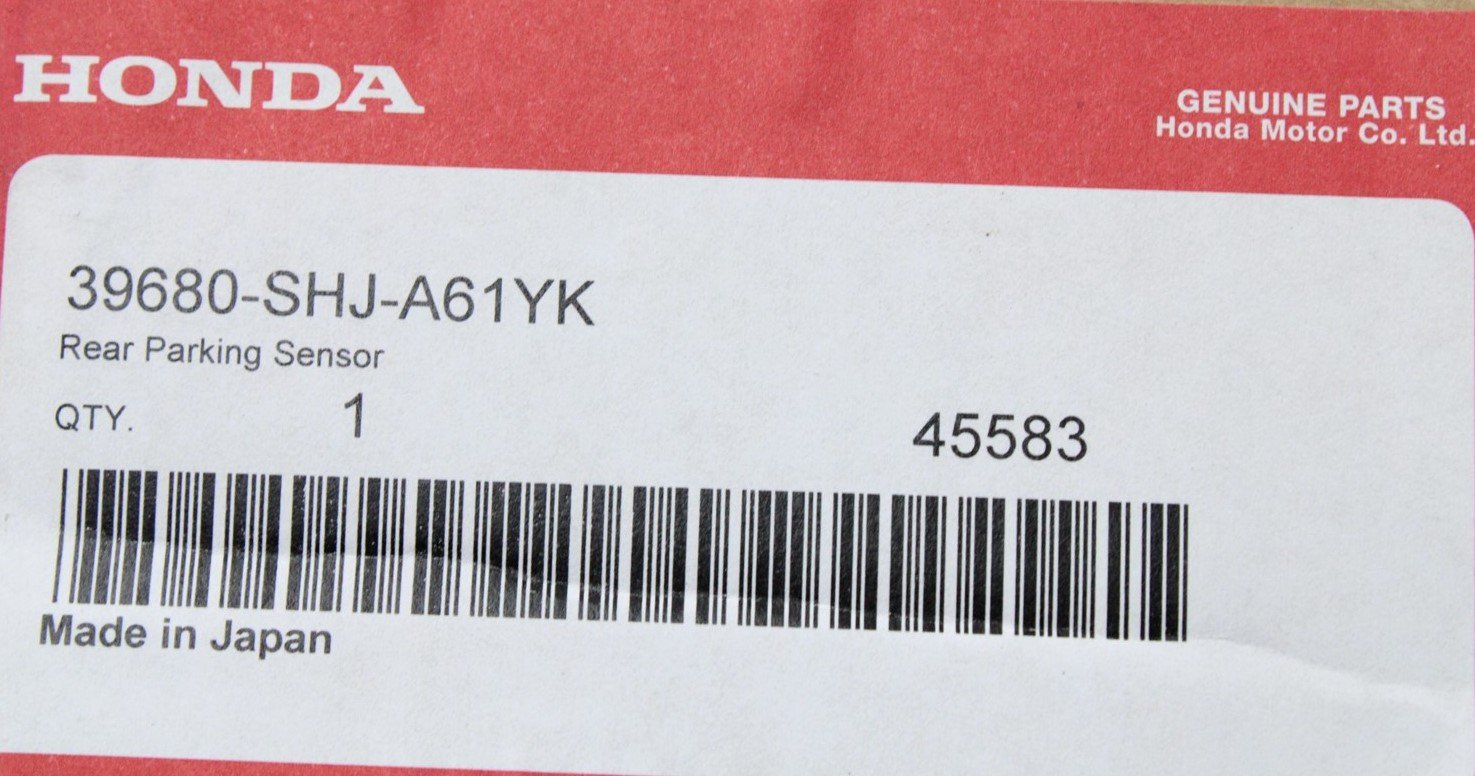 HONDA
GENUINE PARTS
Honda Motor Co. Ltd.
39680-SHJ-A61YK
Rear Parking Sensor
QTY. 1
45583
Made in Japan